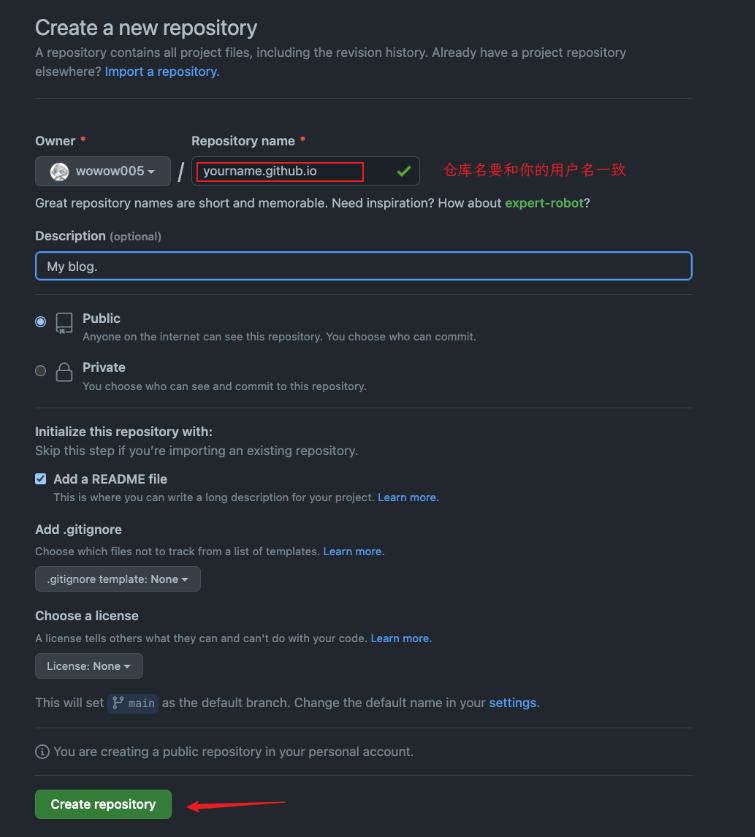 Create a new repository
A repository contains all project files, including the revision history. Already have a project repository
elsewhere? Import a repository.
Owner * Repository name *
wowow005 / yourname.github.io 仓库名要和你的用户名一致
Great repository names are short and memorable. Need inspiration? How about expert-robot?
Description (optional)
My blog.
Public
Anyone on the internet can see this repository. You choose who can commit.
Private
You choose who can see and commit to this repository.
Initialize this repository with:
Skip this step if you're importing an existing repository.
Add a README file
This is where you can write a long description for your project. Learn more.
Add .gitignore
Choose which files not to track from a list of templates. Learn more.
.gitignore template: None
Choose a license
A license tells others what they can and can't do with your code. Learn more.
License: None
This will set main as the default branch. Change the default name in your settings.
You are creating a public repository in your personal account.
Create repository